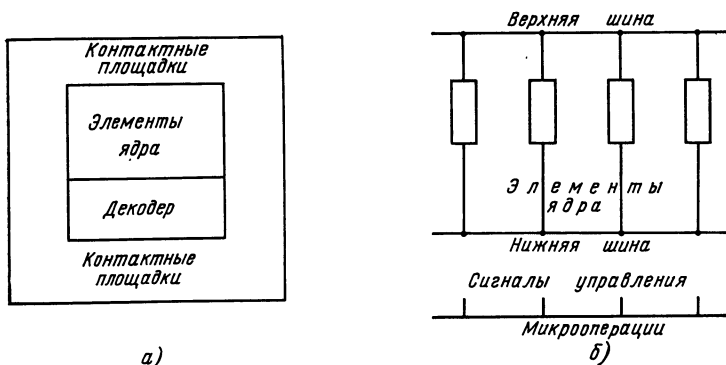 Контактные
площадки
Элементы
ядра
Декодер
Контактные
площадки
а)
Верхняя шина
Элементы
ядра
Нижняя шина
Сигналы управления
Микрооперации
б)